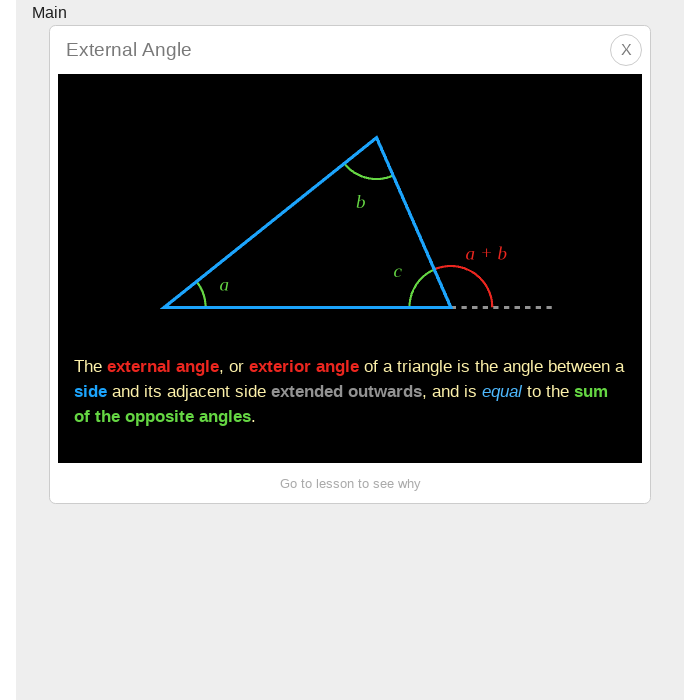 Main
External Angle
X
b
a + b
c
a
The external angle, or exterior angle of a triangle is the angle between a
side and its adjacent side extended outwards, and is equal to the sum
of the opposite angles.
Go to lesson to see why